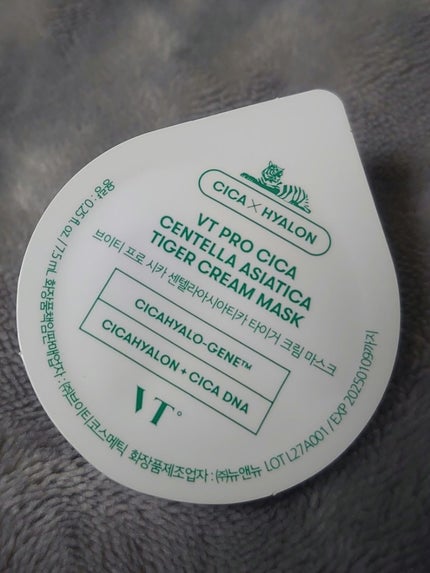 CICA × HYALON
VT PRO CICA
CENTELLA ASIATICA
TIGER CREAM MASK
브이티 프로 시카 센텔라아시아티카 타이거 크림 마스크
CICAHYALO-GENE™
CICAHYALON + CICA DNA
VT
용량 : 0.25 fl. oz. / 7.5 mL 화장품책임판매업자 : ㈜브이티코스메틱 화장품제조업자 : ㈜뉴앤뉴 LOT L27A001 / EXP 20250109까지